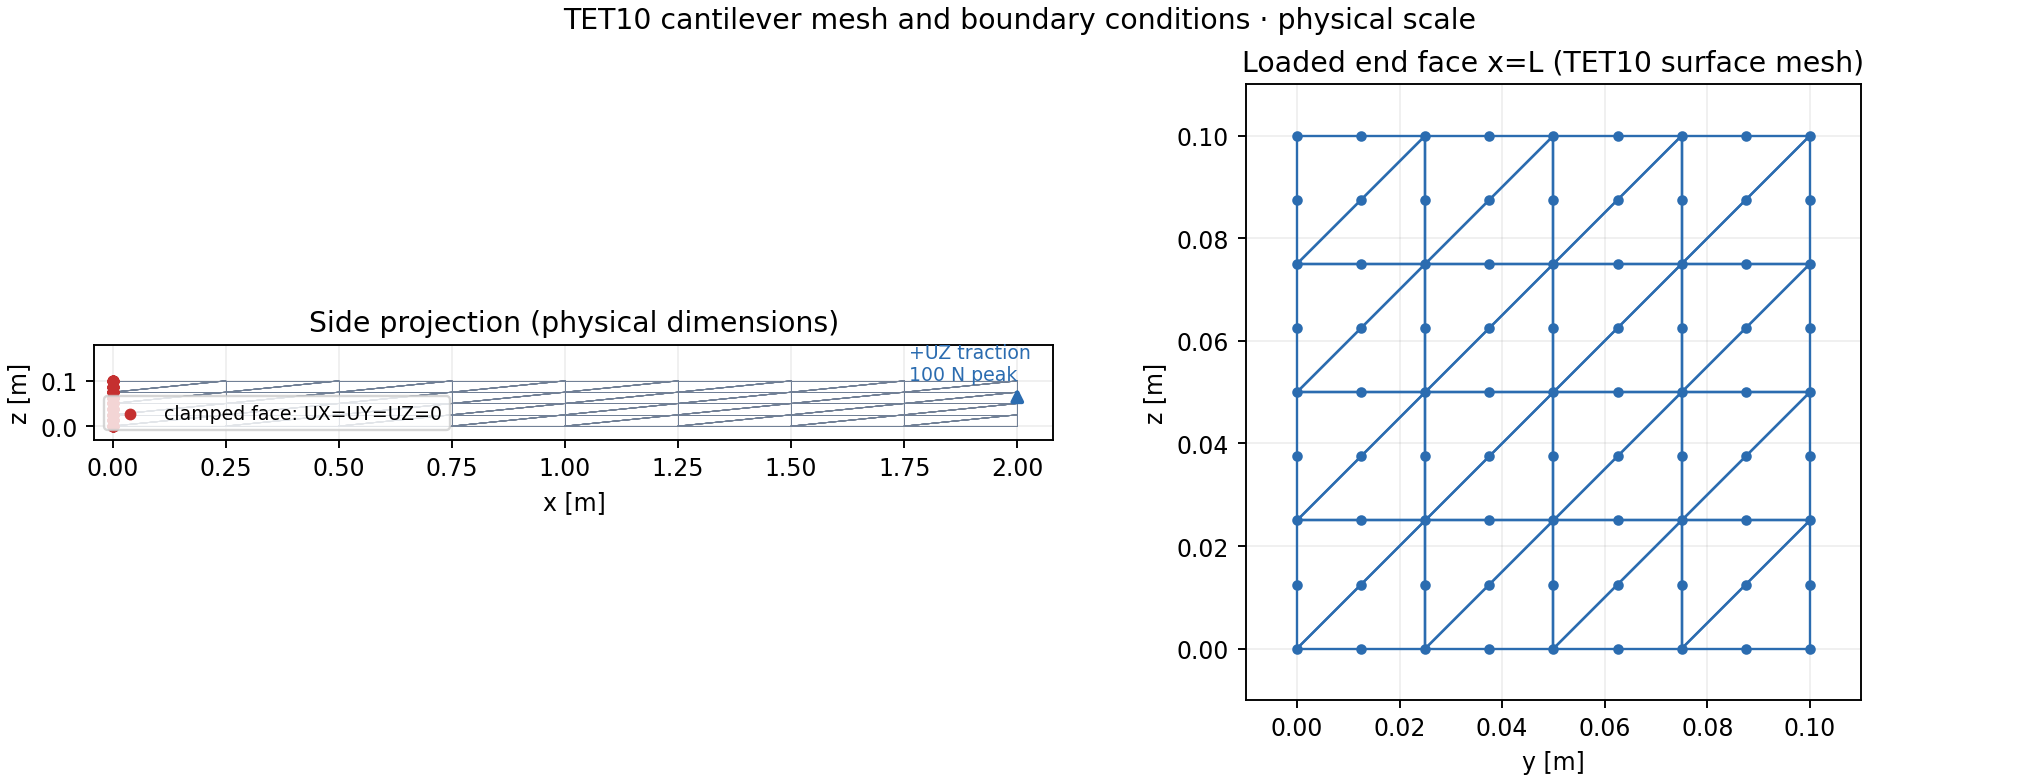 TET10 cantilever mesh and boundary conditions · physical scale
Side projection (physical dimensions)
+UZ traction
100 N peak
clamped face: UX=UY=UZ=0
z [m]
0.1
0.0
0.00 0.25 0.50 0.75 1.00 1.25 1.50 1.75 2.00
x [m]
Loaded end face x=L (TET10 surface mesh)
z [m]
0.10
0.08
0.06
0.04
0.02
0.00
0.00 0.02 0.04 0.06 0.08 0.10
y [m]